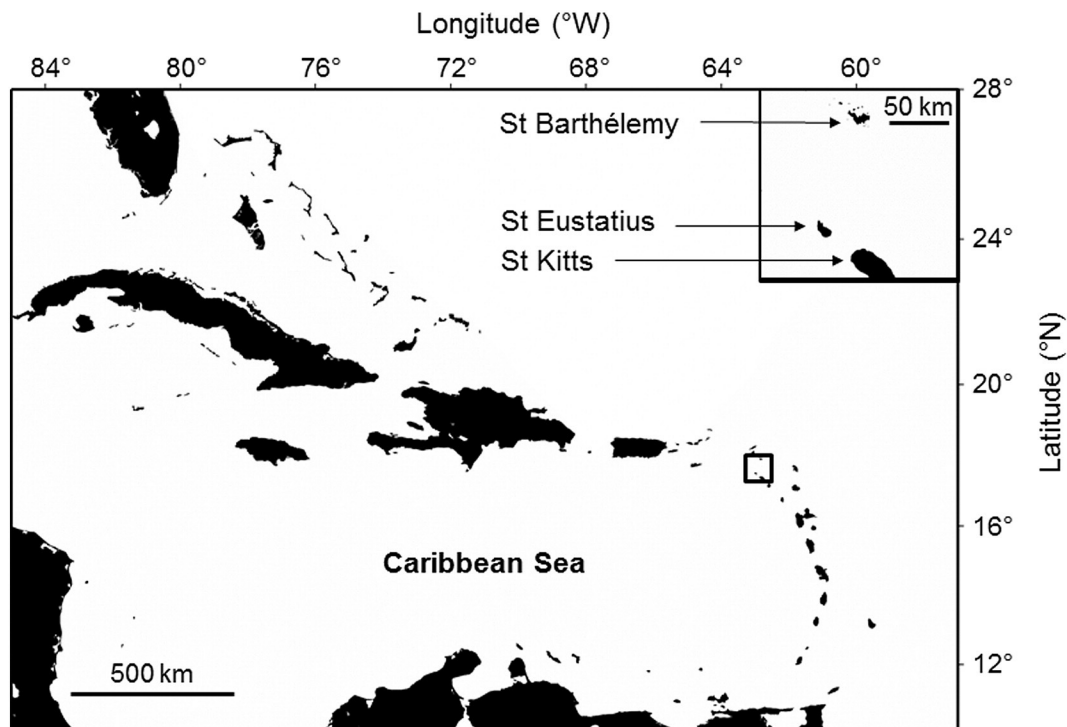 Longitude (°W)
84° 80° 76° 72° 68° 64° 60°
28°
50 km
St Barthélemy
St Eustatius
24°
St Kitts
20°
Latitude (°N)
16°
Caribbean Sea
12°
500 km